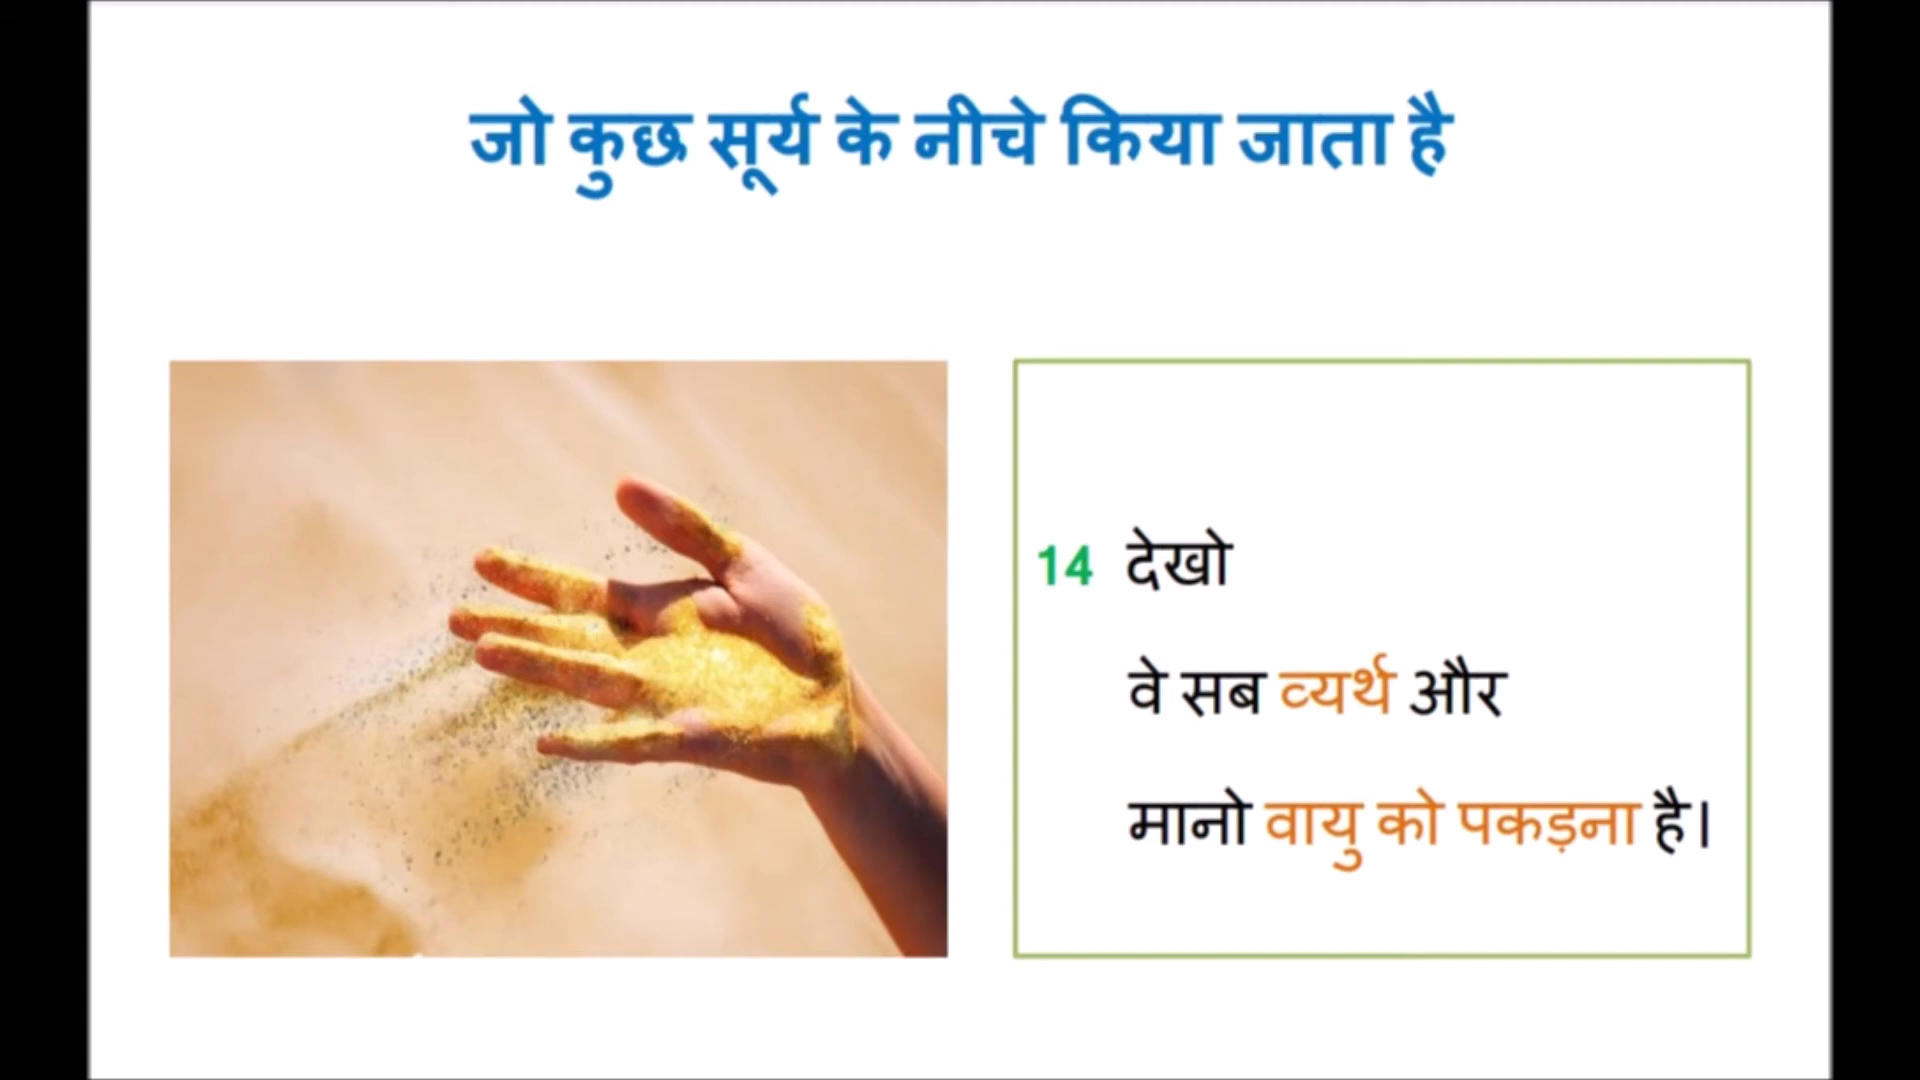 जो कुछ सूर्य के नीचे किया जाता है
14 देखो
वे सब व्यर्थ और
मानो वायु को पकड़ना है।